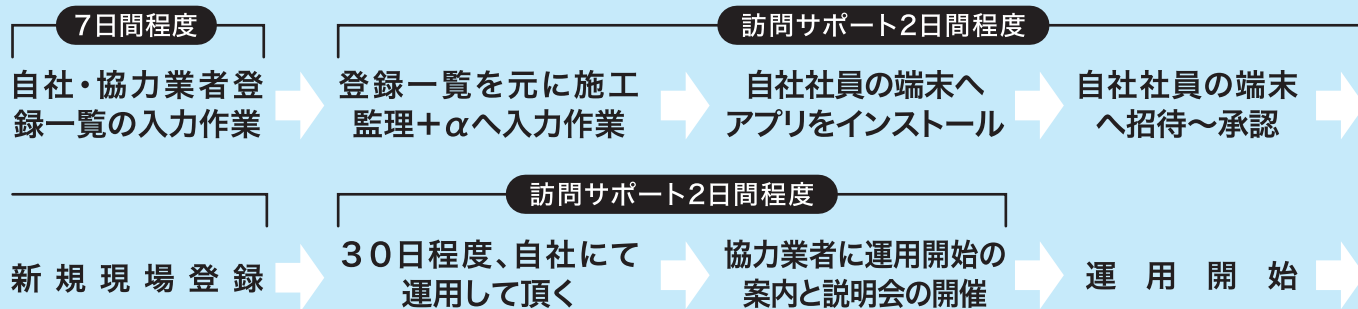 7日間程度
自社・協力業者登
録一覧の入力作業
訪問サポート2日間程度
登録一覧を元に施工
監理+αへ入力作業
自社社員の端末へ
アプリをインストール
自社社員の端末
へ招待〜承認
新規現場登録
訪問サポート2日間程度
30日程度、自社にて
運用して頂く
協力業者に運用開始の
案内と説明会の開催
運用開始